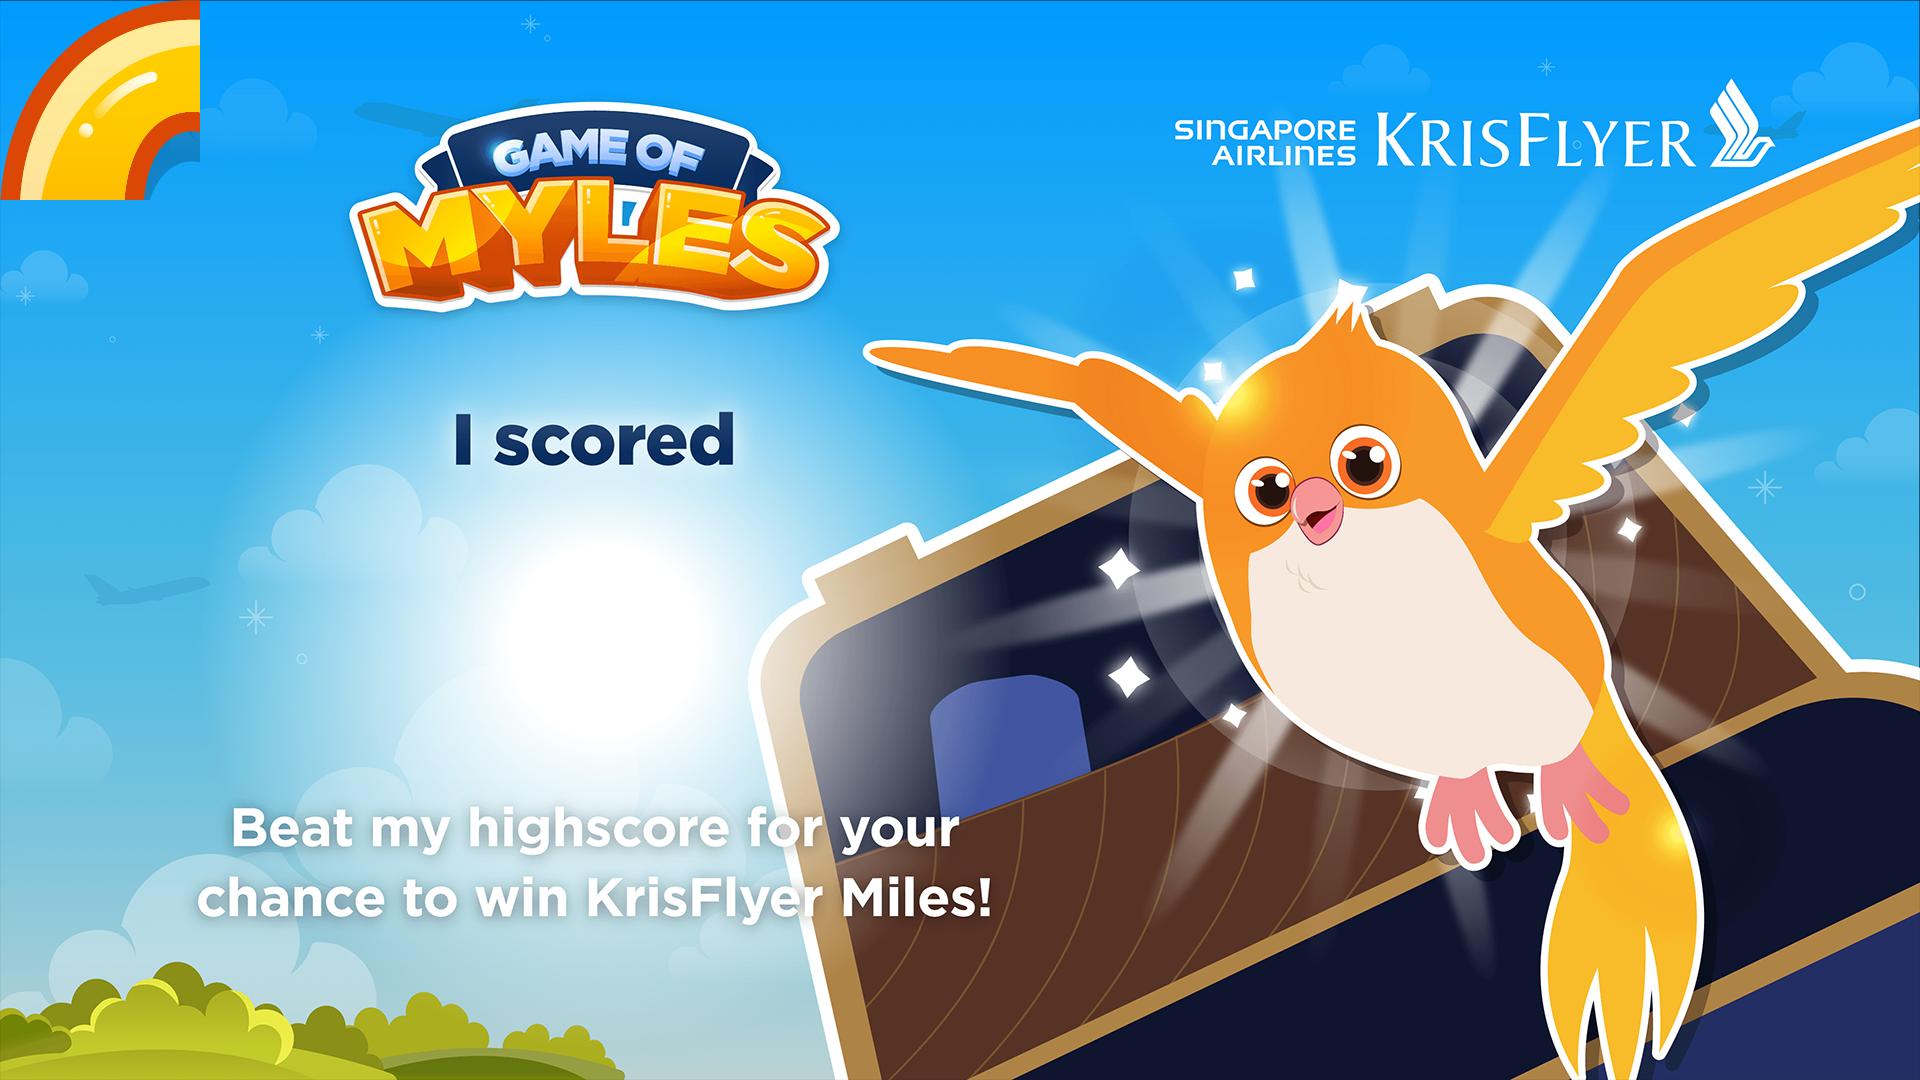 GAME OF
MYLES
SINGAPORE
AIRLINES
KRISFLYER
I scored
Beat my highscore for your
chance to win KrisFlyer Miles!